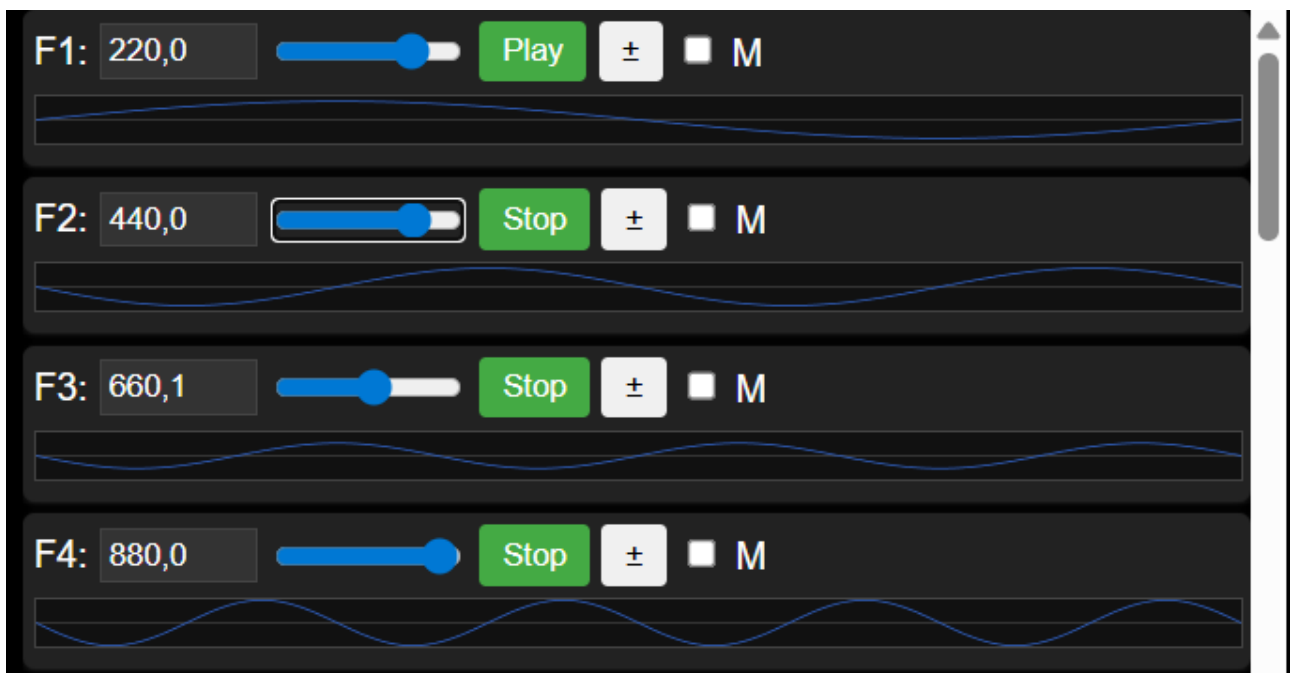 F1: 220,0 Play ± M
F2: 440,0 Stop ± M
F3: 660,1 Stop ± M
F4: 880,0 Stop ± M